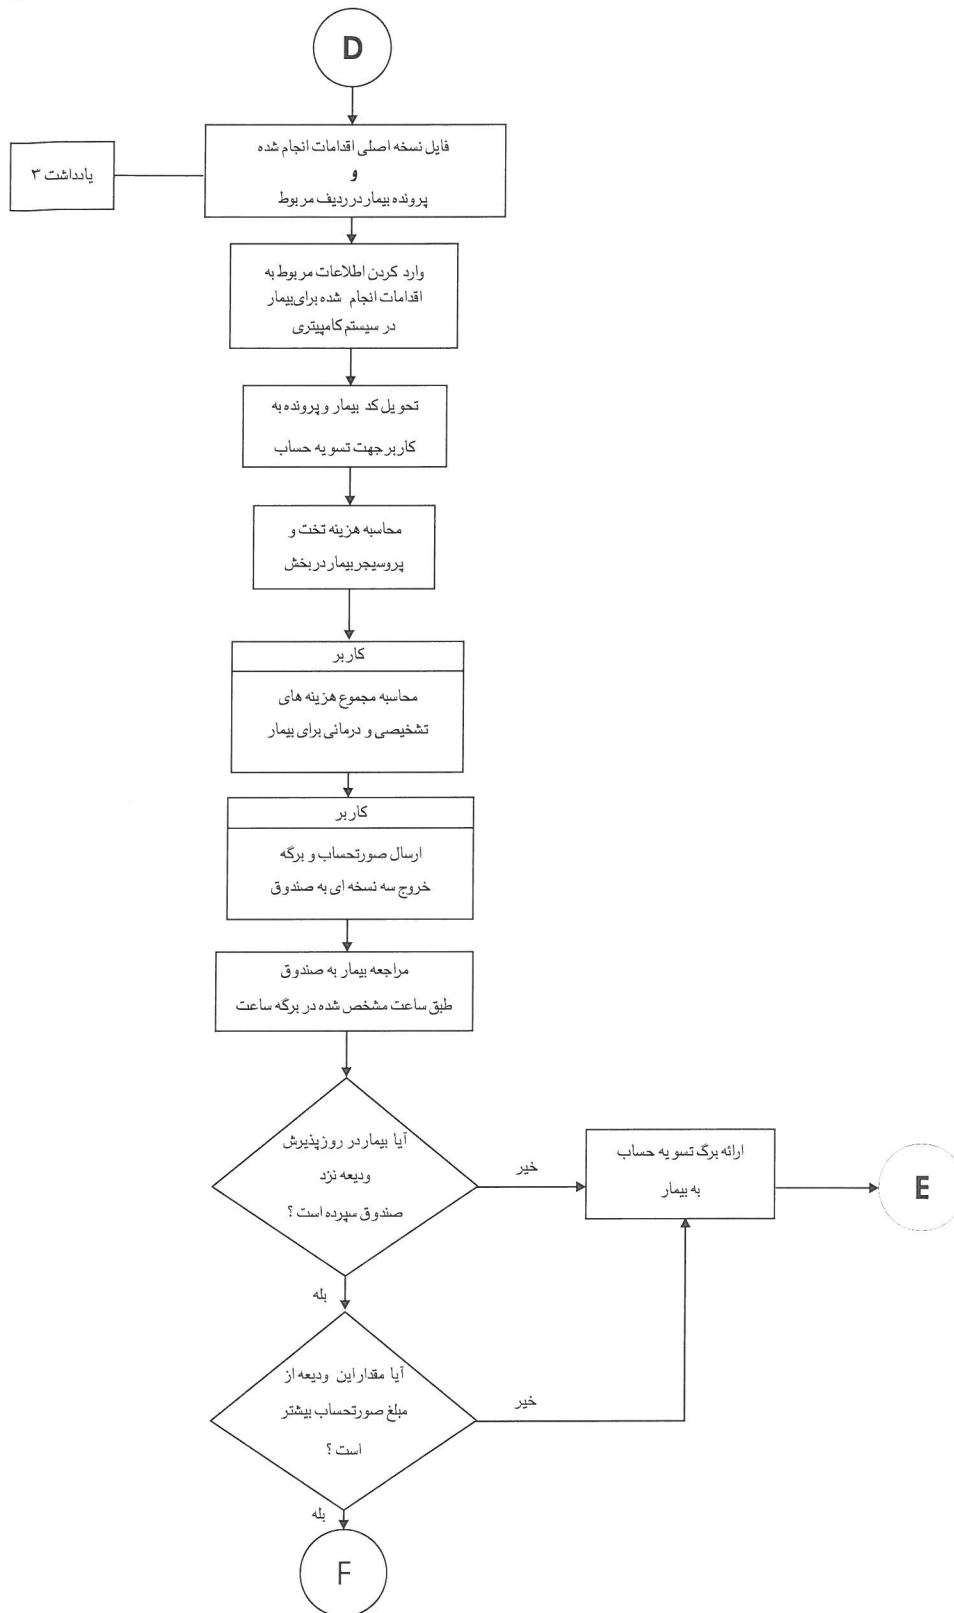 D
فایل نسخه اصلی اقدامات انجام شده
و
پرونده بیمار در ردیف مربوط
یادداشت ۳
وارد کردن اطلاعات مربوط به
اقدامات انجام شده برای بیمار
در سیستم کامپیتری
تحویل کد بیمار و پرونده به
کاربر جهت تسویه حساب
محاسبه هزینه تخت و
پروسیجر بیمار در بخش
کاربر
محاسبه مجموع هزینه های
تشخیصی و درمانی برای بیمار
کاربر
ارسال صورتحساب و برگه
خروج سه نسخه ای به صندوق
مراجعه بیمار به صندوق
طبق ساعت مشخص شده در برگه ساعت
آیا بیمار در روز پذیرش
ودیعه نزد
صندوق سپرده است ؟
خیر
ارائه برگ تسویه حساب
به بیمار
E
بله
آیا مقدار این ودیعه از
مبلغ صورتحساب بیشتر
است ؟
خیر
بله
F